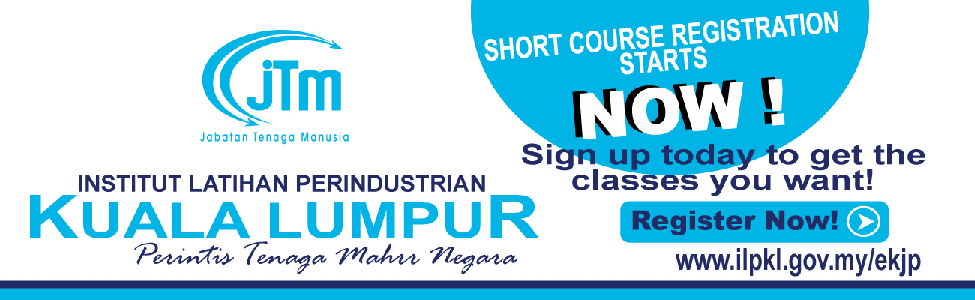 JTM
Jabatan Tenaga Manusia
INSTITUT LATIHAN PERINDUSTRIAN
KUALA LUMPUR
Perintis Tenaga Mahrr Negara
SHORT COURSE REGISTRATION
STARTS
NOW !
Sign up today to get the
classes you want!
Register Now!
www.ilpkl.gov.my/ekjp